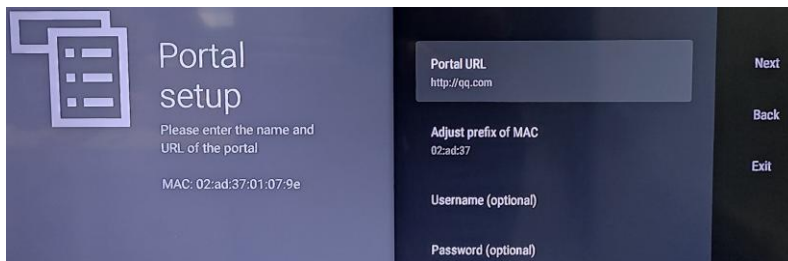 Portal
setup
Please enter the name and
URL of the portal
MAC: 02:ad:37:01:07:9e
Portal URL
http://qq.com
Adjust prefix of MAC
02:ad:37
Username (optional)
Password (optional)
Next
Back
Exit